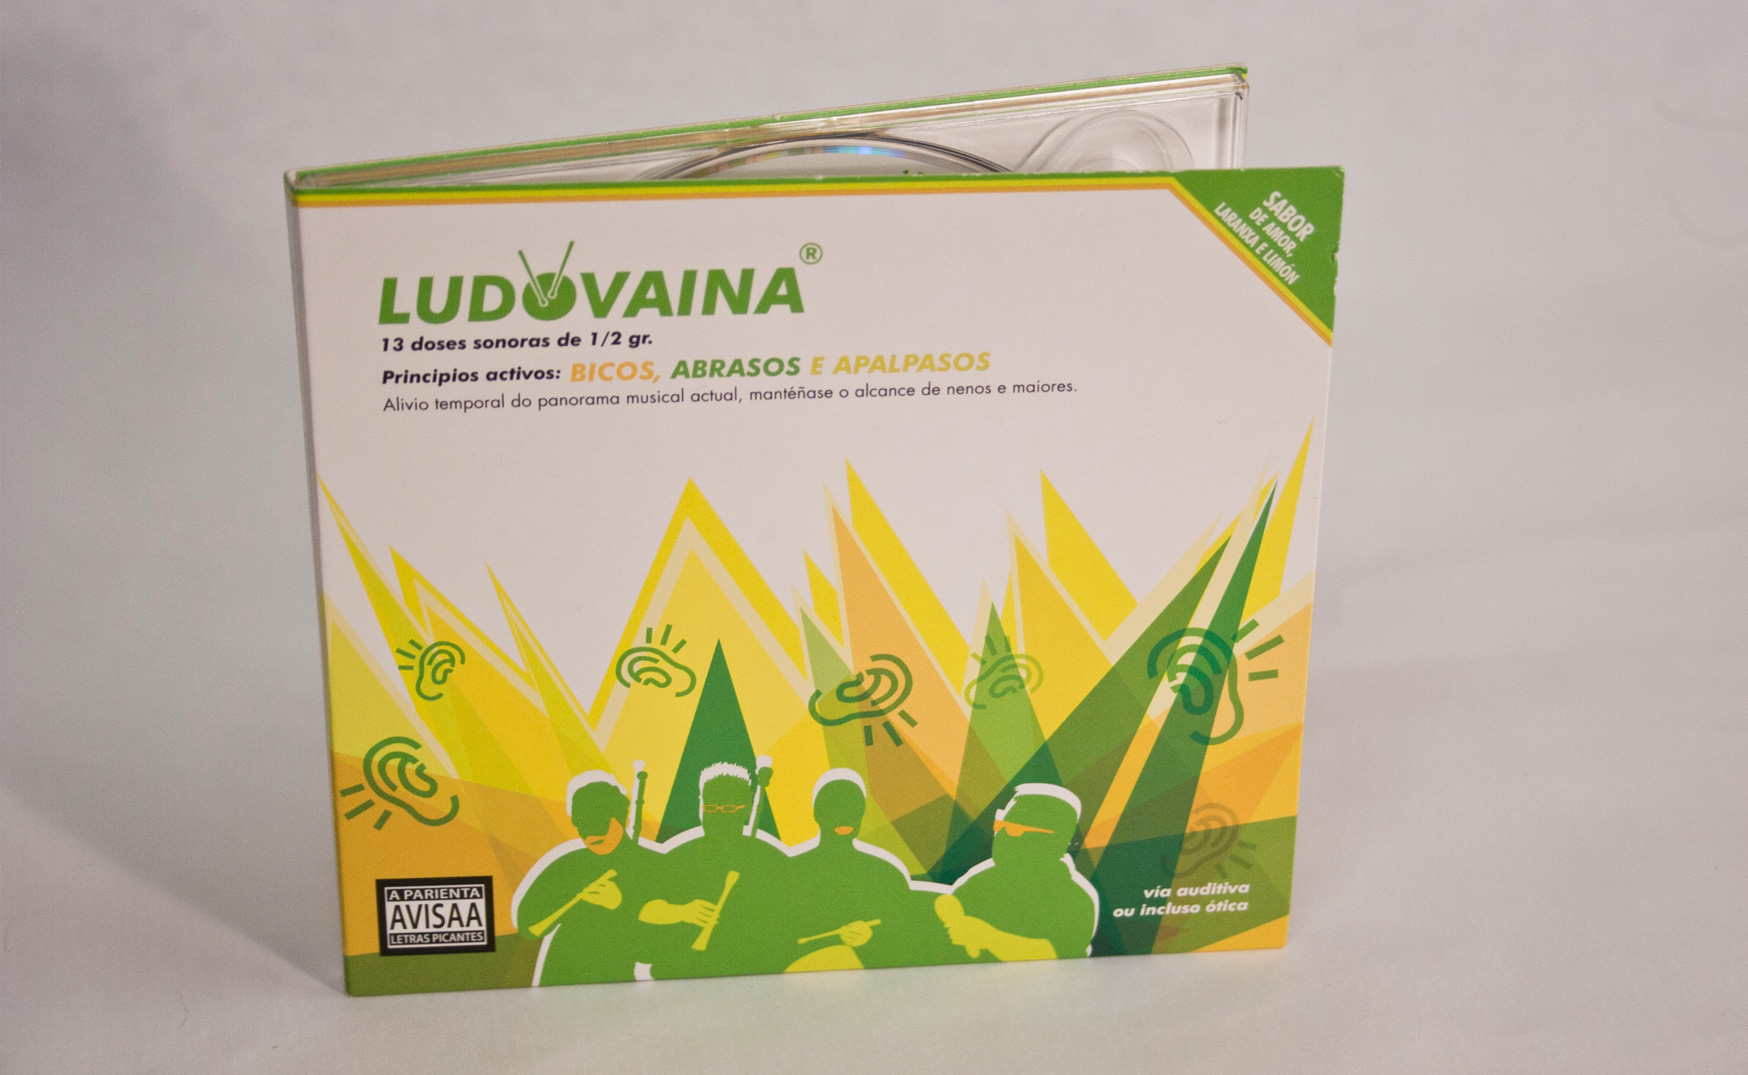 SABOR
DE AMOR,
LARANXA E LIMÓN
LUDOVAINA®
13 doses sonoras de 1/2 gr.
Principios activos: BICOS, ABRASOS E APALPASOS
Alivio temporal do panorama musical actual, mantéñase o alcance de nenos e maiores.
A PARIENTA
AVISAA
LETRAS PICANTES
vía auditiva
ou incluso ótica